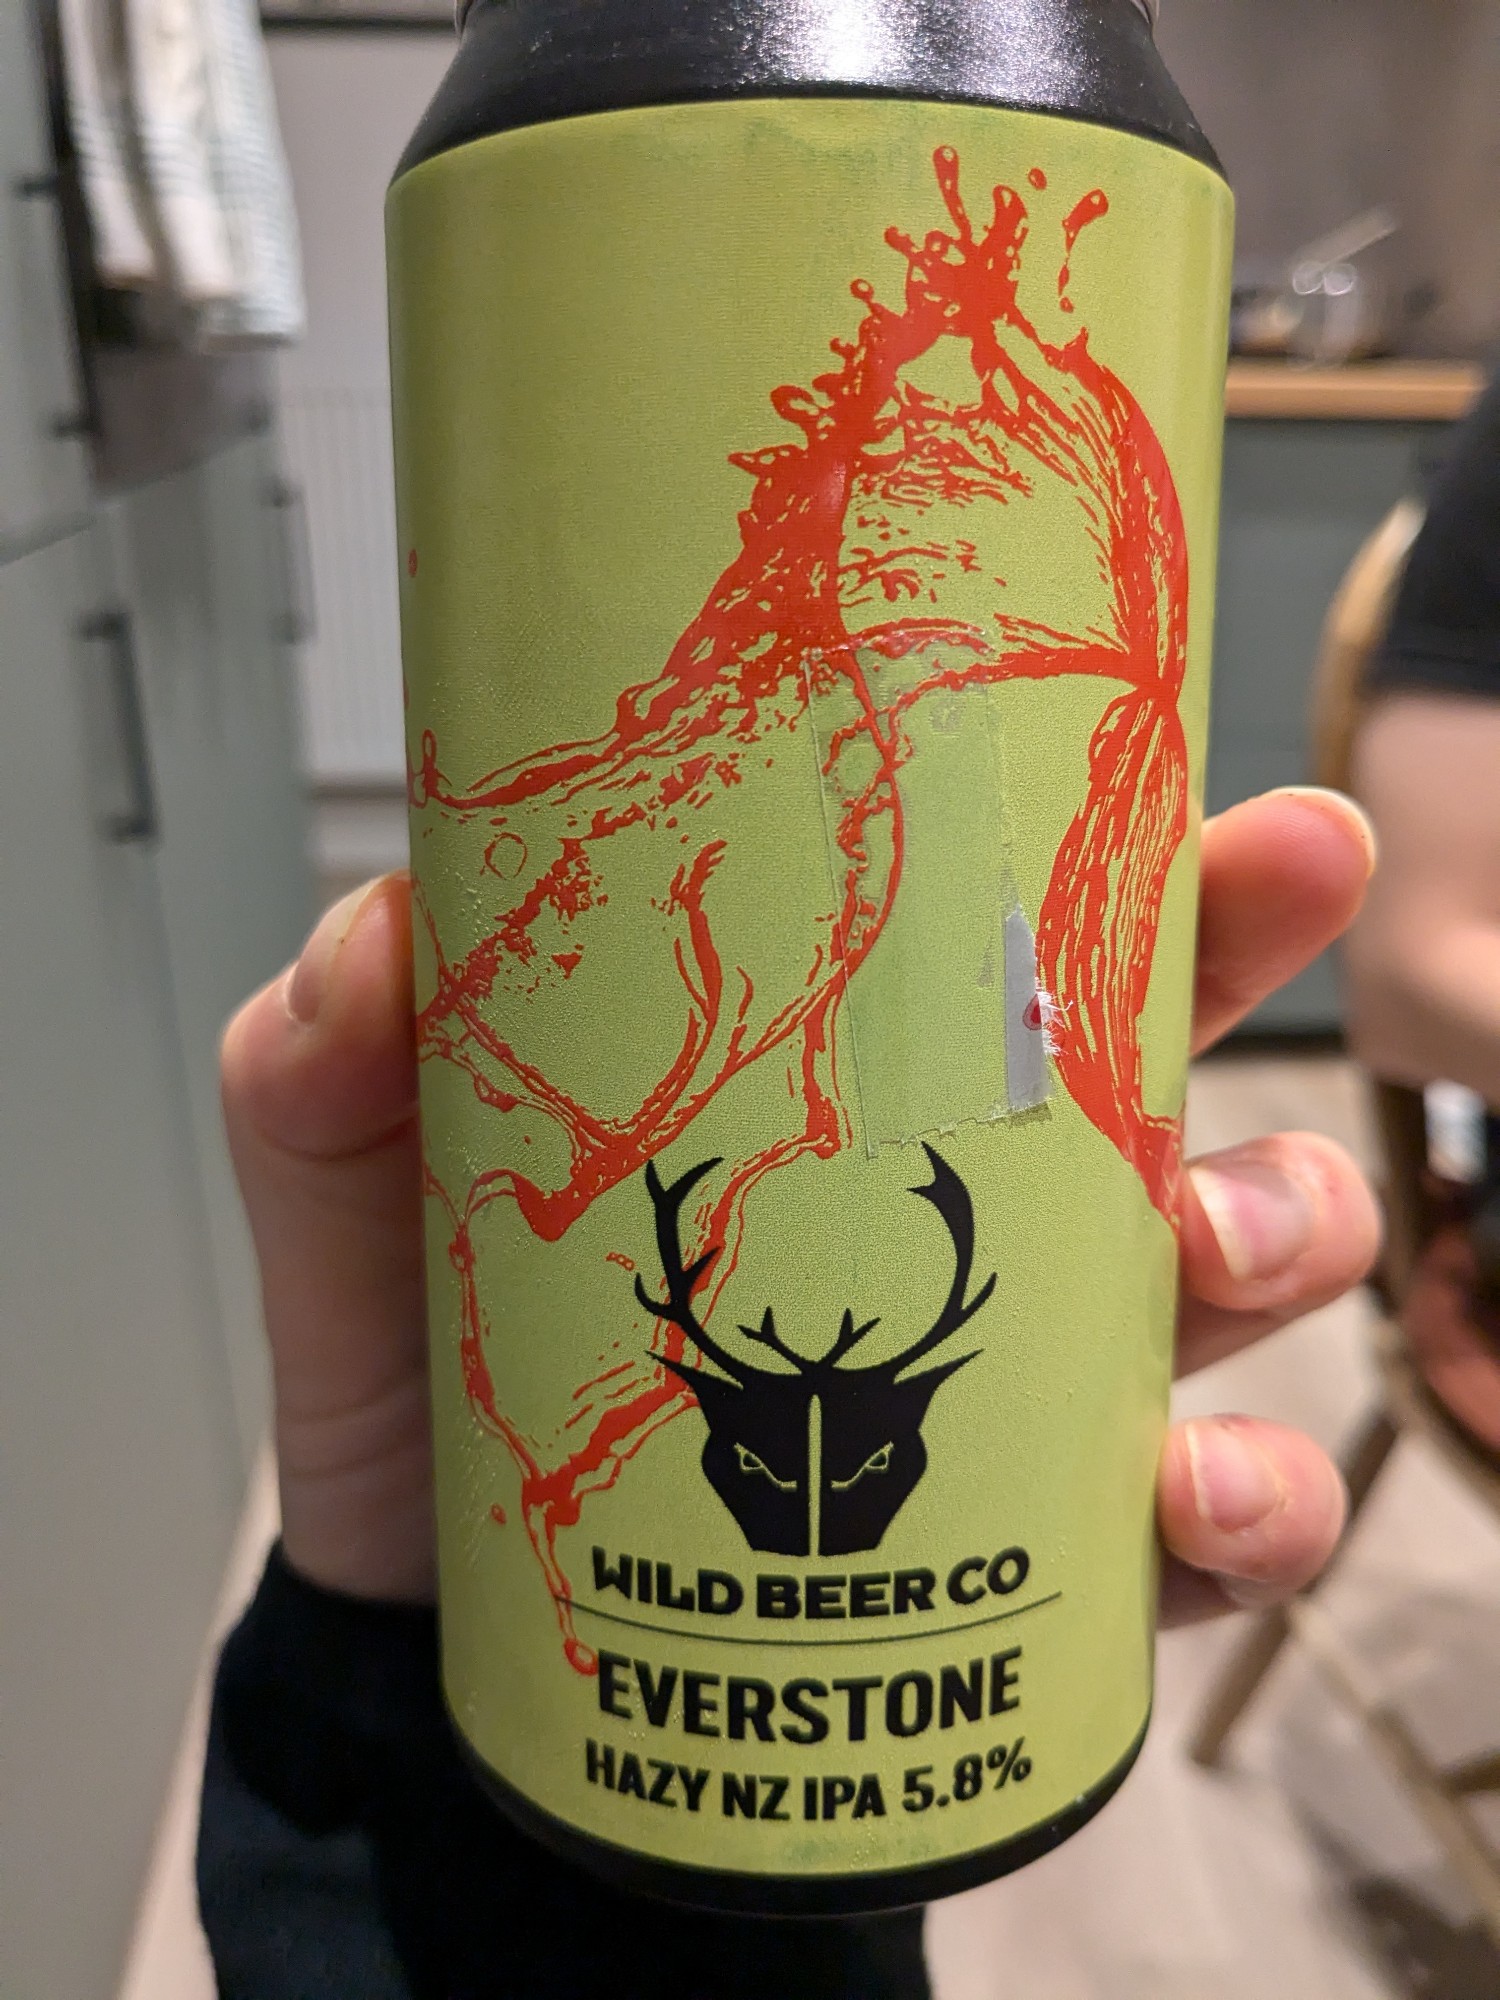 WILD BEER CO
EVERSTONE
HAZY NZ IPA 5.8%